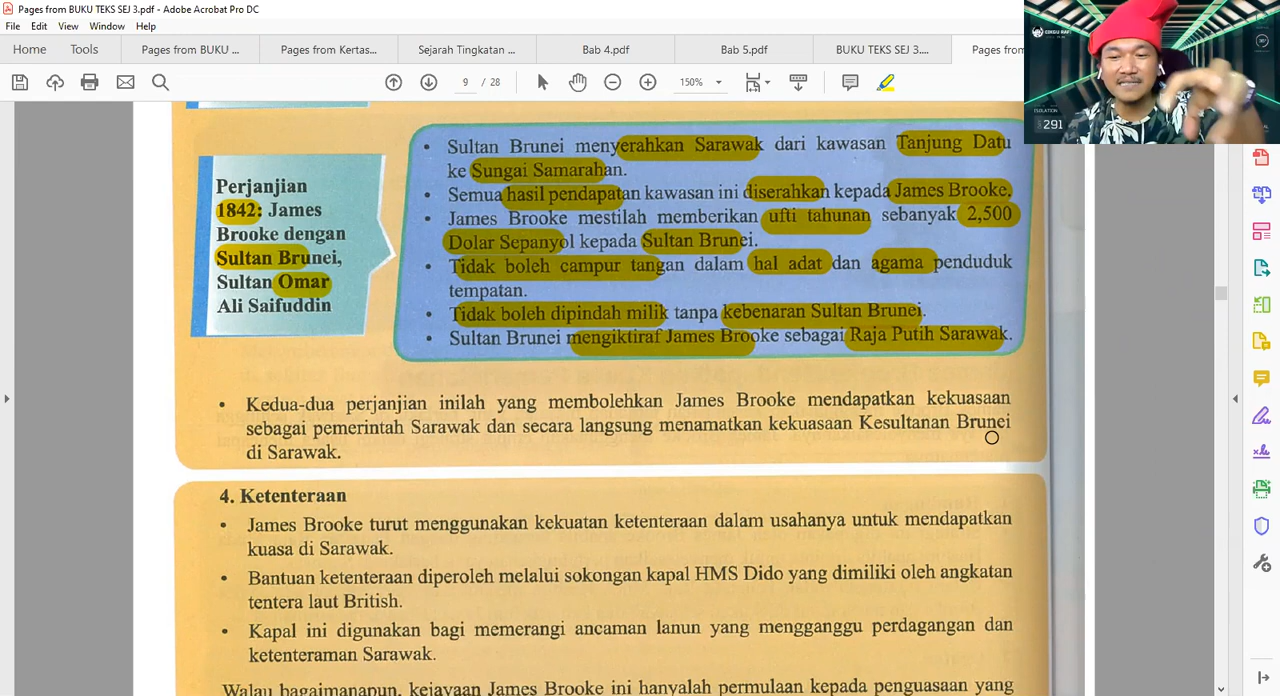 Pages from BUKU TEKS SEJ 3.pdf - Adobe Acrobat Pro DC
File Edit View Window Help
Home Tools Pages from BUKU ... Pages from Kertas... Sejarah Tingkatan ... Bab 4.pdf Bab 5.pdf BUKU TEKS SEJ 3.... Pages from
9 / 28 150%
291
Perjanjian
1842: James
Brooke dengan
Sultan Brunei,
Sultan Omar
Ali Saifuddin
• Sultan Brunei menyerahkan Sarawak dari kawasan Tanjung Datu
ke Sungai Samarahan.
• Semua hasil pendapatan kawasan ini diserahkan kepada James Brooke.
• James Brooke mestilah memberikan ufti tahunan sebanyak 2,500
Dolar Sepanyol kepada Sultan Brunei.
• Tidak boleh campur tangan dalam hal adat dan agama penduduk
tempatan.
• Tidak boleh dipindah milik tanpa kebenaran Sultan Brunei.
• Sultan Brunei mengiktiraf James Brooke sebagai Raja Putih Sarawak.
• Kedua-dua perjanjian inilah yang membolehkan James Brooke mendapatkan kekuasaan
sebagai pemerintah Sarawak dan secara langsung menamatkan kekuasaan Kesultanan Brunei
di Sarawak.
4. Ketenteraan
• James Brooke turut menggunakan kekuatan ketenteraan dalam usahanya untuk mendapatkan
kuasa di Sarawak.
• Bantuan ketenteraan diperoleh melalui sokongan kapal HMS Dido yang dimiliki oleh angkatan
tentera laut British.
• Kapal ini digunakan bagi memerangi ancaman lanun yang mengganggu perdagangan dan
ketenteraman Sarawak.
Walau bagaimanapun, kejayaan James Brooke ini hanyalah permulaan kepada penguasaan yang